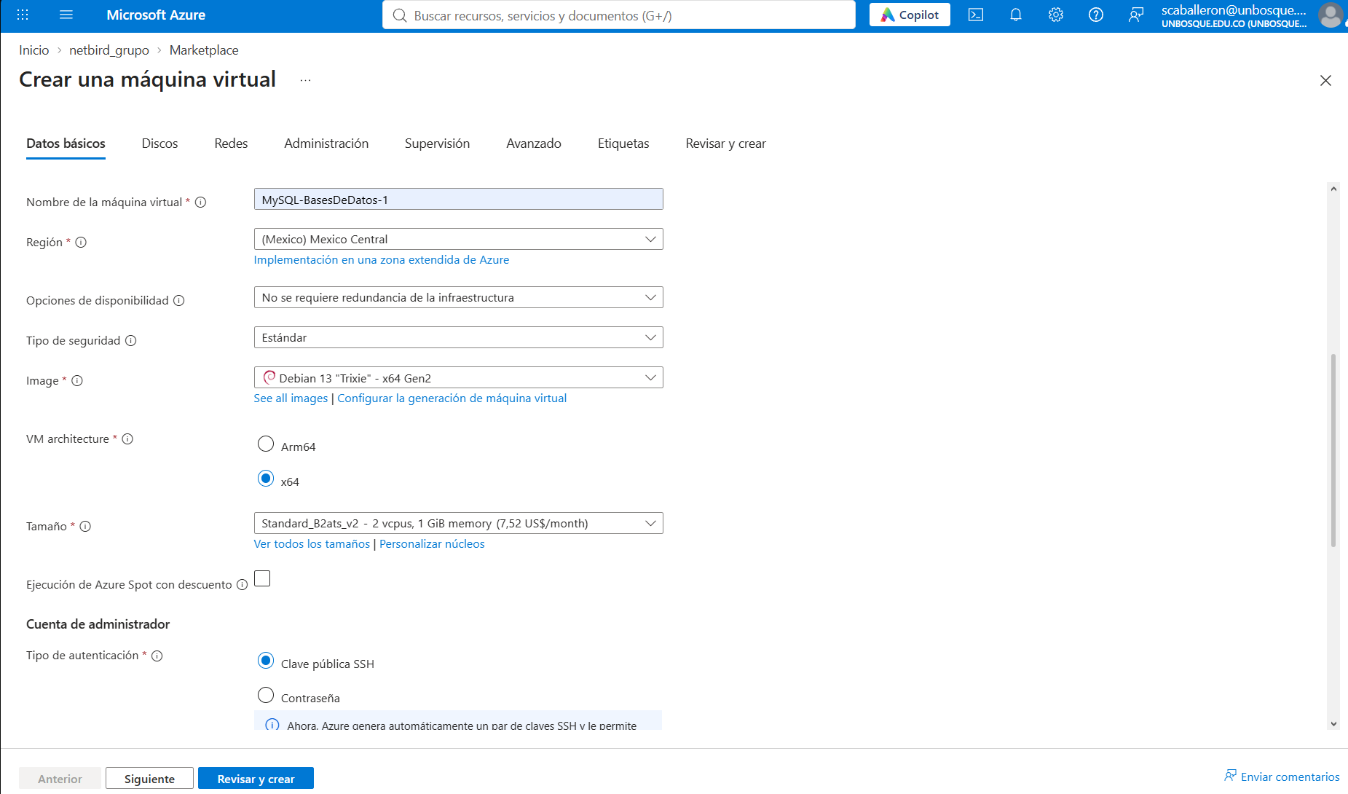 Microsoft Azure
Buscar recursos, servicios y documentos (G+/)
Copilot
scaballeron@unbosque....
UNBOSQUE.EDU.CO (UNBOSQUE...
Inicio > netbird_grupo > Marketplace
Crear una máquina virtual ...
Datos básicos Discos Redes Administración Supervisión Avanzado Etiquetas Revisar y crear
Nombre de la máquina virtual * MySQL-BasesDeDatos-1
Región * (Mexico) Mexico Central
Implementación en una zona extendida de Azure
Opciones de disponibilidad No se requiere redundancia de la infraestructura
Tipo de seguridad Estándar
Image * Debian 13 "Trixie" - x64 Gen2
See all images | Configurar la generación de máquina virtual
VM architecture *
Arm64
x64
Tamaño * Standard_B2ats_v2 - 2 vcpus, 1 GiB memory (7,52 US$/month)
Ver todos los tamaños | Personalizar núcleos
Ejecución de Azure Spot con descuento
Cuenta de administrador
Tipo de autenticación *
Clave pública SSH
Contraseña
Ahora, Azure genera automáticamente un par de claves SSH y le permite
Anterior Siguiente Revisar y crear
Enviar comentarios